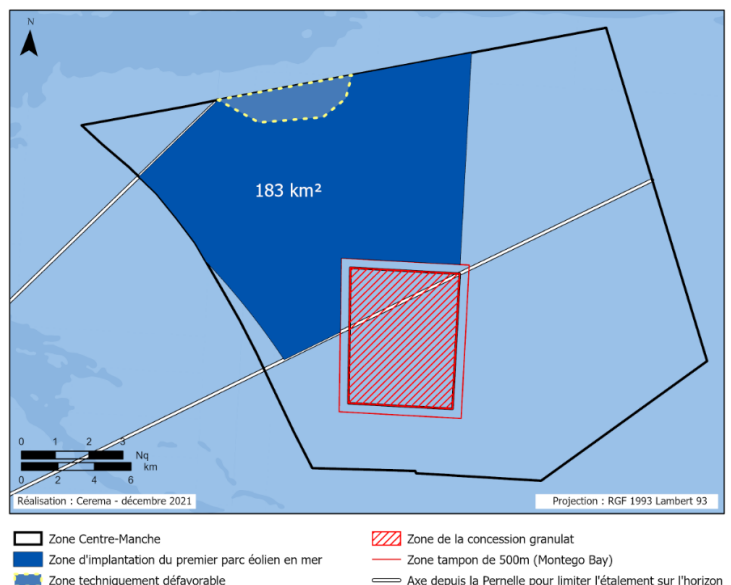 N
183 km²
0 1 2 3 Nq
0 2 4 6 km
Réalisation : Cerema - décembre 2021
Projection : RGF 1993 Lambert 93
Zone Centre-Manche
Zone de la concession granulat
Zone d'implantation du premier parc éolien en mer
Zone tampon de 500m (Montego Bay)
Zone techniquement défavorable
Axe depuis la Pernelle pour limiter l'étalement sur l'horizon